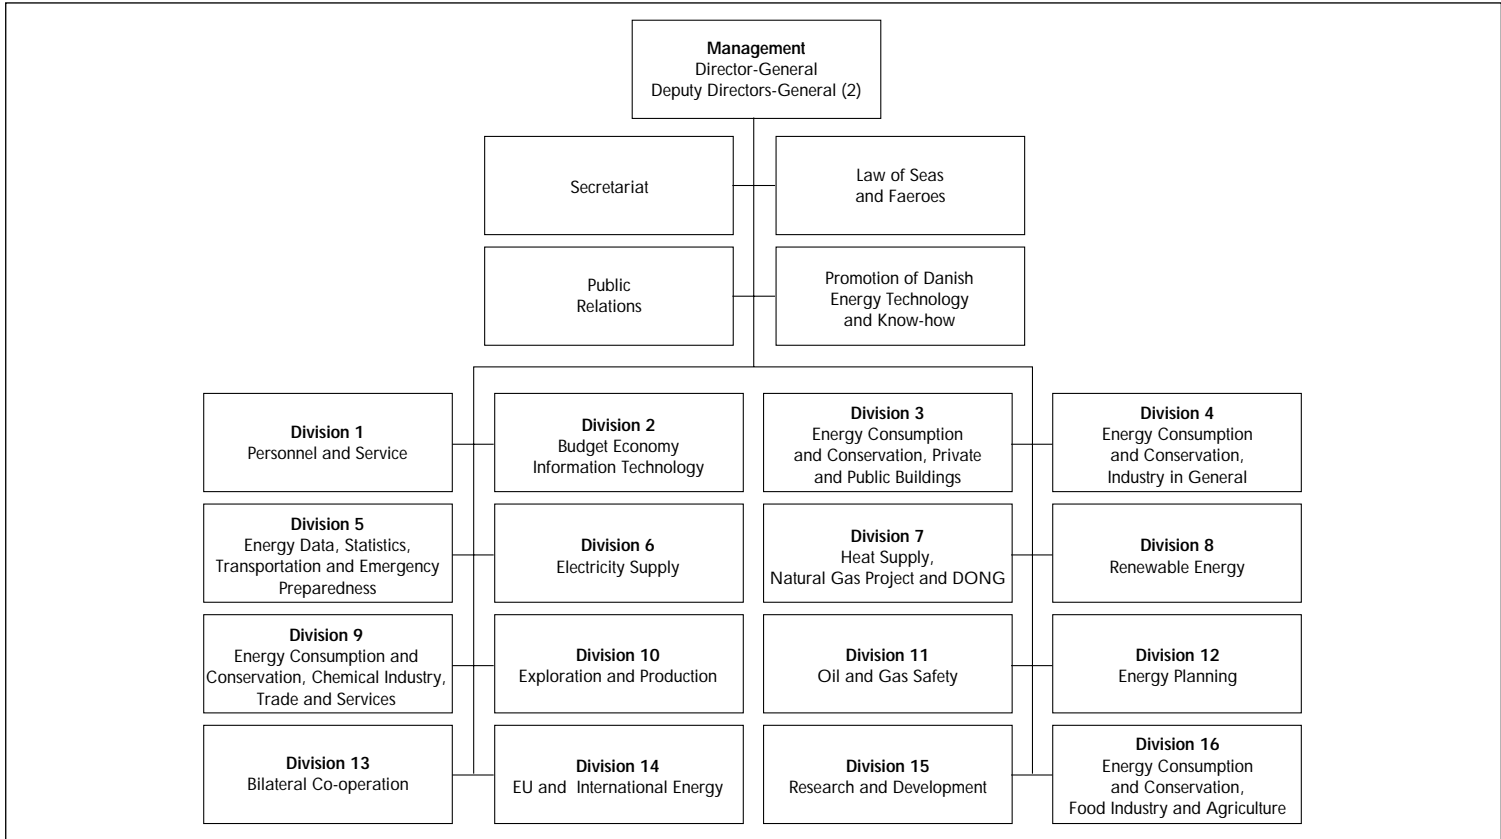 Management
Director-General
Deputy Directors-General (2)
Secretariat
Law of Seas
and Faeroes
Public
Relations
Promotion of Danish
Energy Technology
and Know-how
Division 1
Personnel and Service
Division 2
Budget Economy
Information Technology
Division 3
Energy Consumption
and Conservation, Private
and Public Buildings
Division 4
Energy Consumption
and Conservation,
Industry in General
Division 5
Energy Data, Statistics,
Transportation and Emergency
Preparedness
Division 6
Electricity Supply
Division 7
Heat Supply,
Natural Gas Project and DONG
Division 8
Renewable Energy
Division 9
Energy Consumption and
Conservation, Chemical Industry,
Trade and Services
Division 10
Exploration and Production
Division 11
Oil and Gas Safety
Division 12
Energy Planning
Division 13
Bilateral Co-operation
Division 14
EU and International Energy
Division 15
Research and Development
Division 16
Energy Consumption
and Conservation,
Food Industry and Agriculture